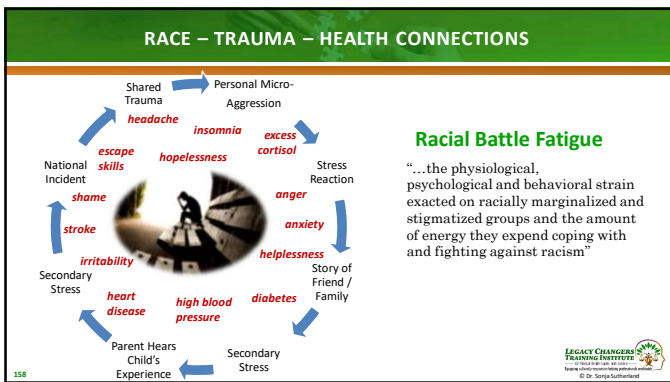 RACE – TRAUMA – HEALTH CONNECTIONS
Shared
Trauma
Personal Micro-
Aggression
Stress
Reaction
Story of
Friend /
Family
Secondary
Stress
Parent Hears
Child's
Experience
Secondary
Stress
National
Incident
headache
insomnia
excess
cortisol
escape
skills
hopelessness
shame
anger
stroke
anxiety
irritability
helplessness
heart
disease
high blood
pressure
diabetes
Racial Battle Fatigue
“…the physiological,
psychological and behavioral strain
exacted on racially marginalized and
stigmatized groups and the amount
of energy they expend coping with
and fighting against racism”
LEGACY CHANGERS
TRAINING INSTITUTE
© Dr. Sonja Sutherland
158